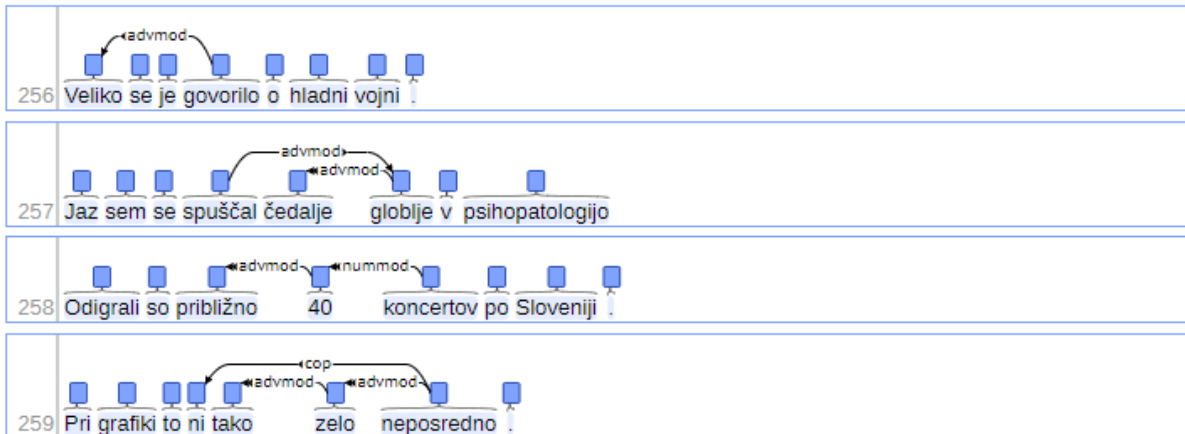 advmod
256 Veliko se je govorilo o hladni vojni .
advmod
advmod
257 Jaz sem se spuščal čedalje globlje v psihopatologijo
advmod nummod
258 Odigrali so približno 40 koncertov po Sloveniji .
cop
advmod advmod
259 Pri grafiki to ni tako zelo neposredno .